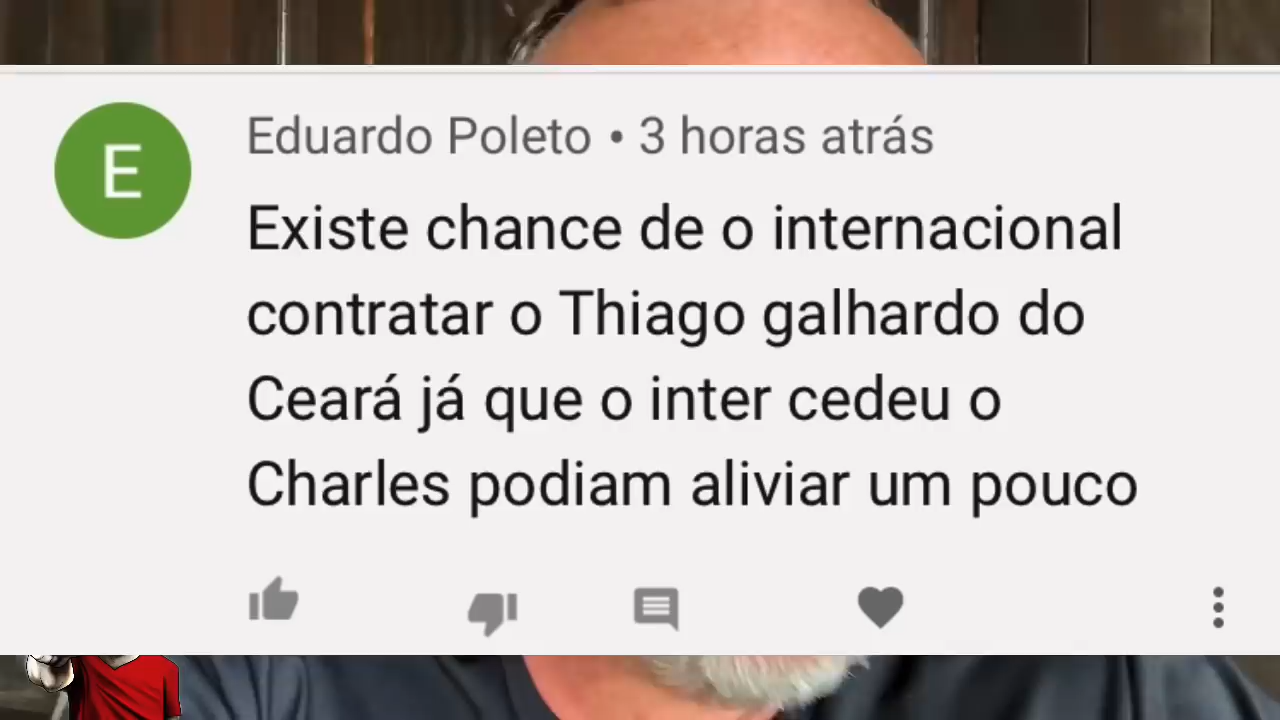 E
Eduardo Poleto • 3 horas atrás
Existe chance de o internacional
contratar o Thiago galhardo do
Ceará já que o inter cedeu o
Charles podiam aliviar um pouco